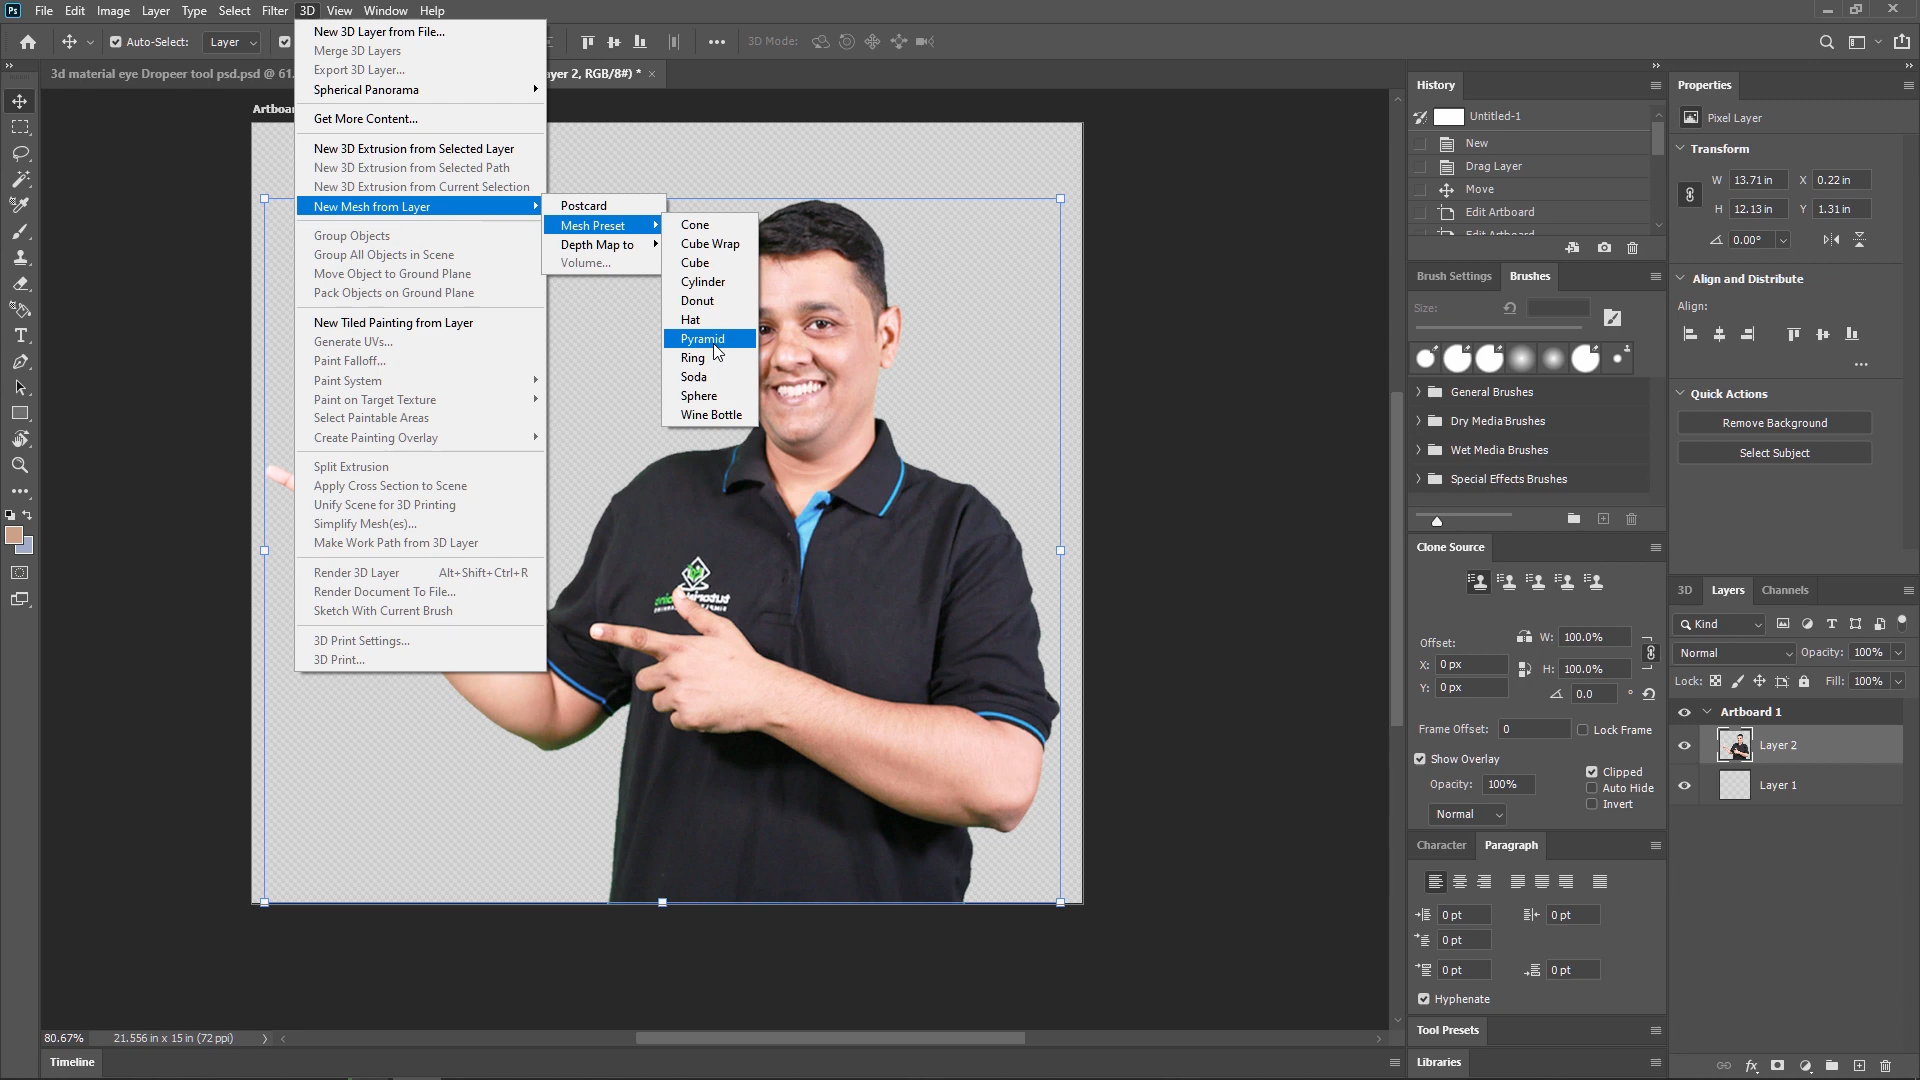 Ps File Edit Image Layer Type Select Filter 3D View Window Help
Auto-Select: Layer 3D Mode:
3d material eye Dropeer tool psd.psd @ 61. ayer 2, RGB/8#) *
Artboa
New 3D Layer from File...
Merge 3D Layers
Export 3D Layer...
Spherical Panorama
Get More Content...
New 3D Extrusion from Selected Layer
New 3D Extrusion from Selected Path
New 3D Extrusion from Current Selection
New Mesh from Layer
Group Objects
Group All Objects in Scene
Move Object to Ground Plane
Pack Objects on Ground Plane
New Tiled Painting from Layer
Generate UVs...
Paint Falloff...
Paint System
Paint on Target Texture
Select Paintable Areas
Create Painting Overlay
Split Extrusion
Apply Cross Section to Scene
Unify Scene for 3D Printing
Simplify Mesh(es)...
Make Work Path from 3D Layer
Render 3D Layer Alt+Shift+Ctrl+R
Render Document To File...
Sketch With Current Brush
3D Print Settings...
3D Print...
Postcard
Mesh Preset
Depth Map to
Volume...
Cone
Cube Wrap
Cube
Cylinder
Donut
Hat
Pyramid
Ring
Soda
Sphere
Wine Bottle
80.67% 21.556 in x 15 in (72 ppi)
Timeline
History
Untitled-1
New
Drag Layer
Move
Edit Artboard
Edit Artboard
Brush Settings Brushes
Size:
General Brushes
Dry Media Brushes
Wet Media Brushes
Special Effects Brushes
Clone Source
Offset: W: 100.0%
X: 0 px H: 100.0%
Y: 0 px 0.0 °
Frame Offset: 0 Lock Frame
Show Overlay
Opacity: 100% Clipped
Auto Hide
Normal Invert
Character Paragraph
0 pt 0 pt
0 pt
0 pt 0 pt
Hyphenate
Tool Presets
Libraries
Properties
Pixel Layer
Transform
W 13.71 in X 0.22 in
H 12.13 in Y 1.31 in
0.00°
Align and Distribute
Align:
Quick Actions
Remove Background
Select Subject
3D Layers Channels
Kind
Normal Opacity: 100%
Lock: Fill: 100%
Artboard 1
Layer 2
Layer 1
fx